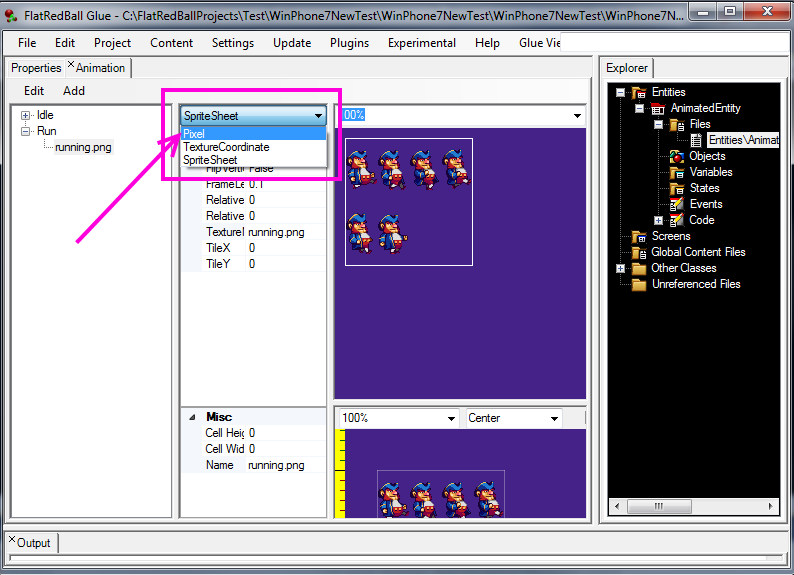 FlatRedBall Glue - C:\FlatRedBallProjects\Test\WinPhone7NewTest\WinPhone7NewTest\WinPhone7NewTest\WinPhone7N...
File Edit Project Content Settings Update Plugins Experimental Help Glue Vie
Properties Animation
Explorer
Edit Add
Idle
Run
running.png
SpriteSheet
Pixel
TextureCoordinate
SpriteSheet
FlipVerti False
FrameLe 0.1
Relative 0
Relative 0
TextureI running.png
TileX 0
TileY 0
Misc
Cell Heig 0
Cell Wid 0
Name running.png
00%
100%
Center
Entities
AnimatedEntity
Files
Entities\Animat
Objects
Variables
States
Events
Code
Screens
Global Content Files
Other Classes
Unreferenced Files
Output